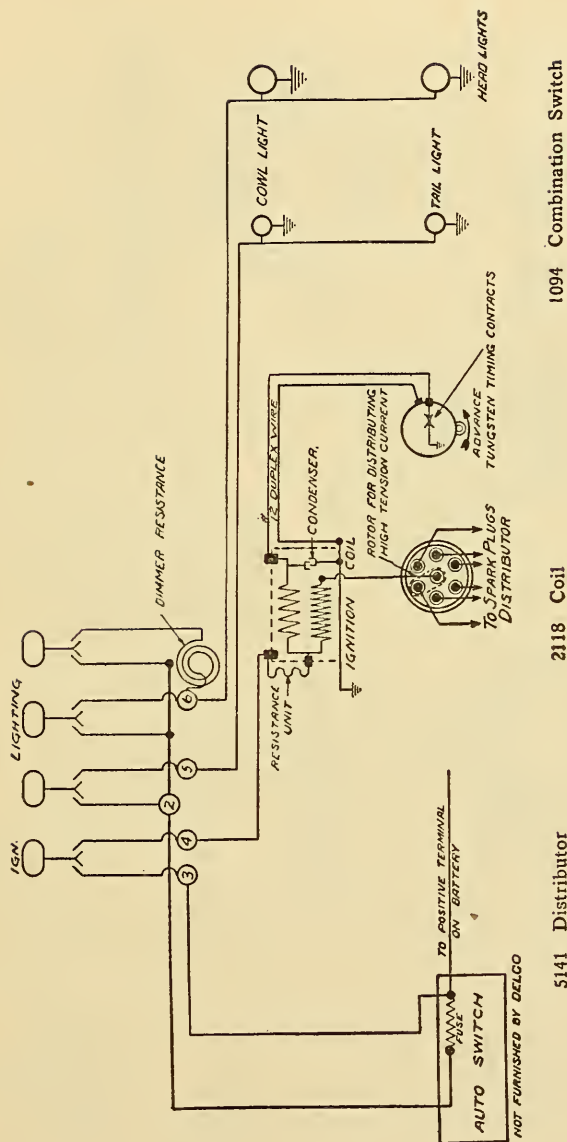 IGN.
LIGHTING
3
4
2
5
6
DIMMER RESISTANCE
COWL LIGHT
HEAD LIGHTS
TAIL LIGHT
RESISTANCE
UNIT
IGNITION COIL
CONDENSER.
#12 DUPLEX WIRE
ROTOR FOR DISTRIBUTING
HIGH TENSION CURRENT
ADVANCE
TUNGSTEN TIMING CONTACTS
TO SPARK PLUGS
DISTRIBUTOR
TO POSITIVE TERMINAL
ON BATTERY
FUSE
AUTO SWITCH
NOT FURNISHED BY DELCO
5141 Distributor
2118 Coil
1094 Combination Switch